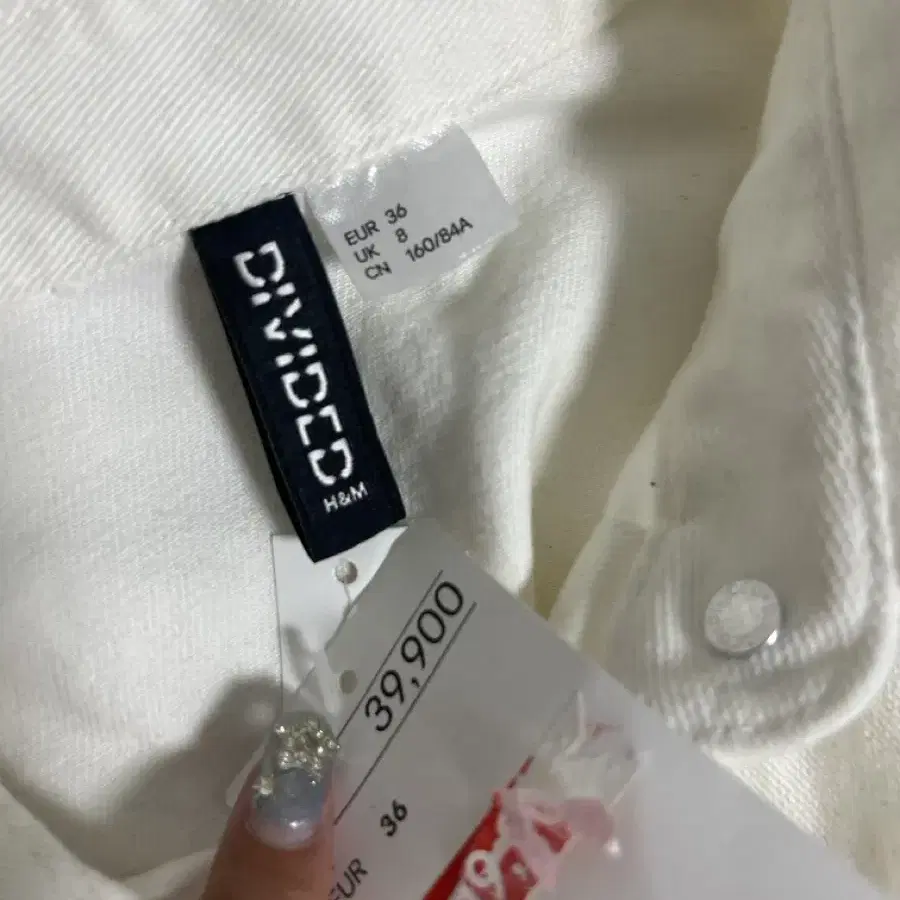 EUR 36
UK 8
CN 160/84A
DIVIDED
H&M
39,900
EUR 36